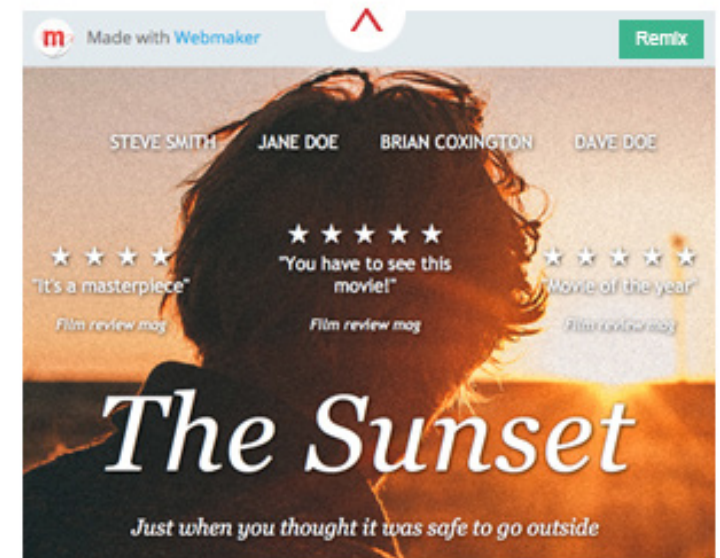 m
Made with Webmaker
Remix
STEVE SMITH JANE DOE BRIAN COXINGTON DAVE DOE
★ ★ ★ ★ ★ ★ ★ ★ ★ ★ ★ ★ ★ ★
"It's a masterpiece" "You have to see this movie!" "Movie of the year"
Film review mag Film review mag Film review mag
The Sunset
Just when you thought it was safe to go outside